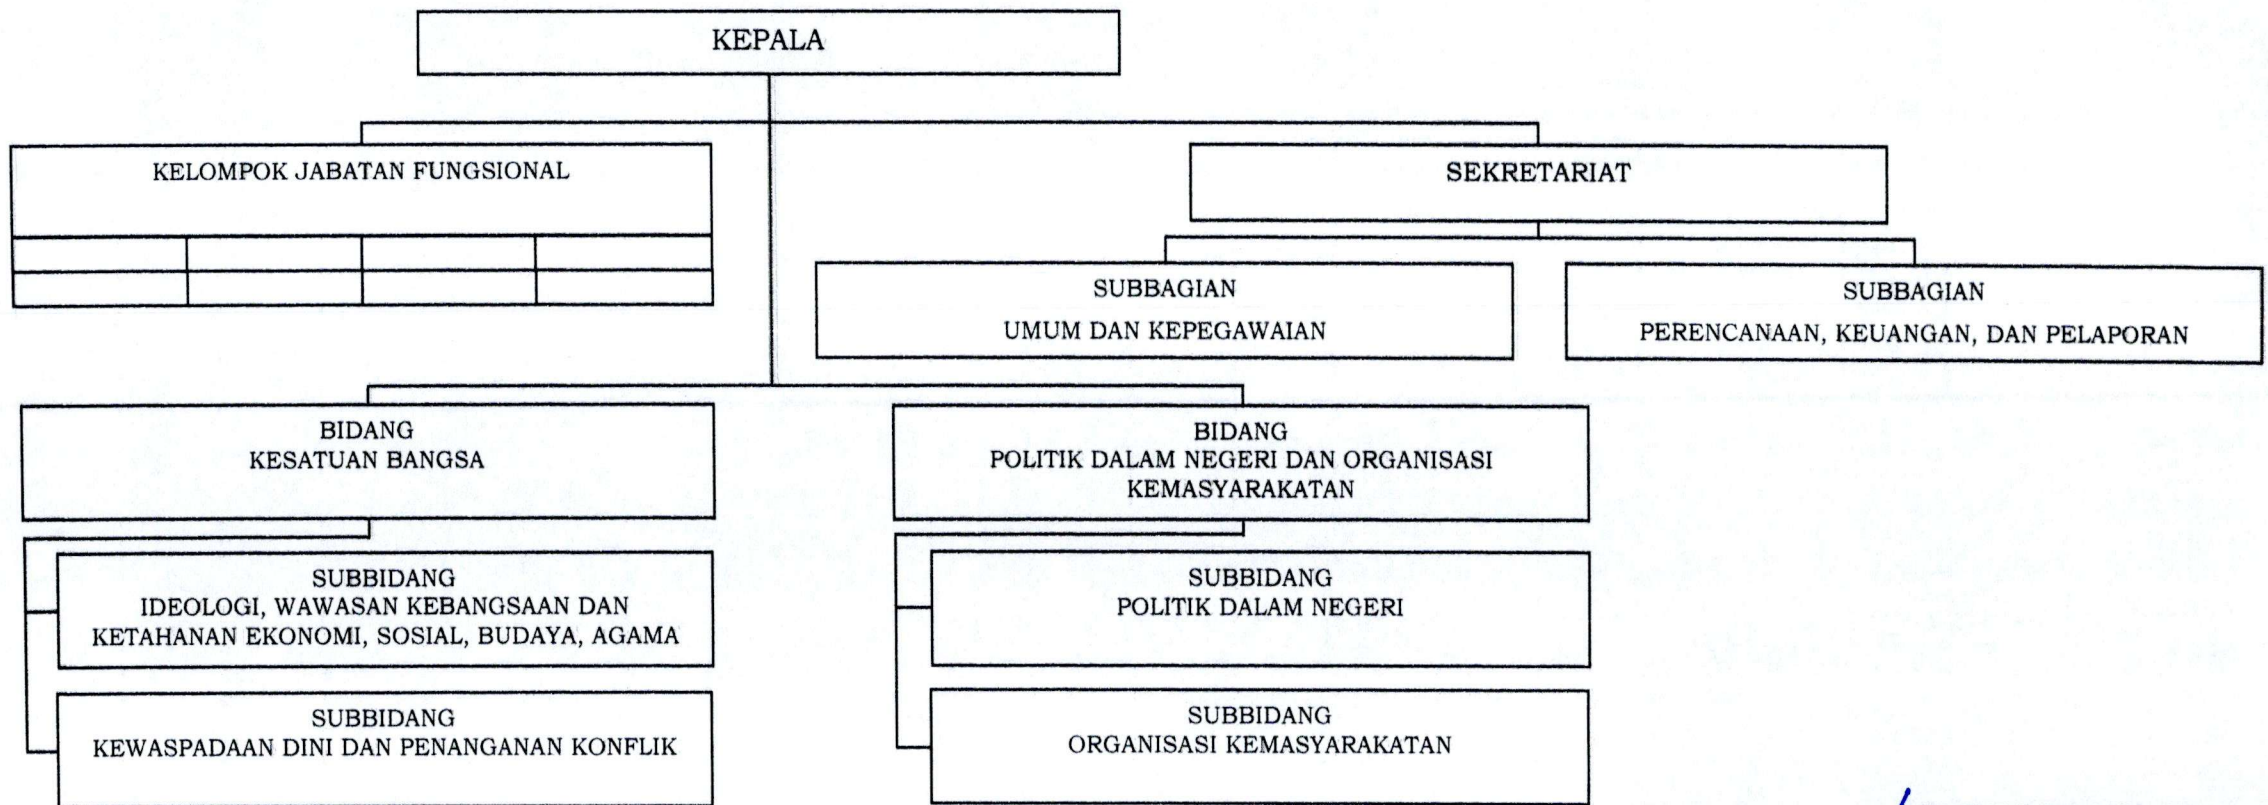 KEPALA
KELOMPOK JABATAN FUNGSIONAL
SEKRETARIAT
SUBBAGIAN
UMUM DAN KEPEGAWAIAN
SUBBAGIAN
PERENCANAAN, KEUANGAN, DAN PELAPORAN
BIDANG
KESATUAN BANGSA
BIDANG
POLITIK DALAM NEGERI DAN ORGANISASI
KEMASYARAKATAN
SUBBIDANG
IDEOLOGI, WAWASAN KEBANGSAAN DAN
KETAHANAN EKONOMI, SOSIAL, BUDAYA, AGAMA
SUBBIDANG
POLITIK DALAM NEGERI
SUBBIDANG
KEWASPADAAN DINI DAN PENANGANAN KONFLIK
SUBBIDANG
ORGANISASI KEMASYARAKATAN